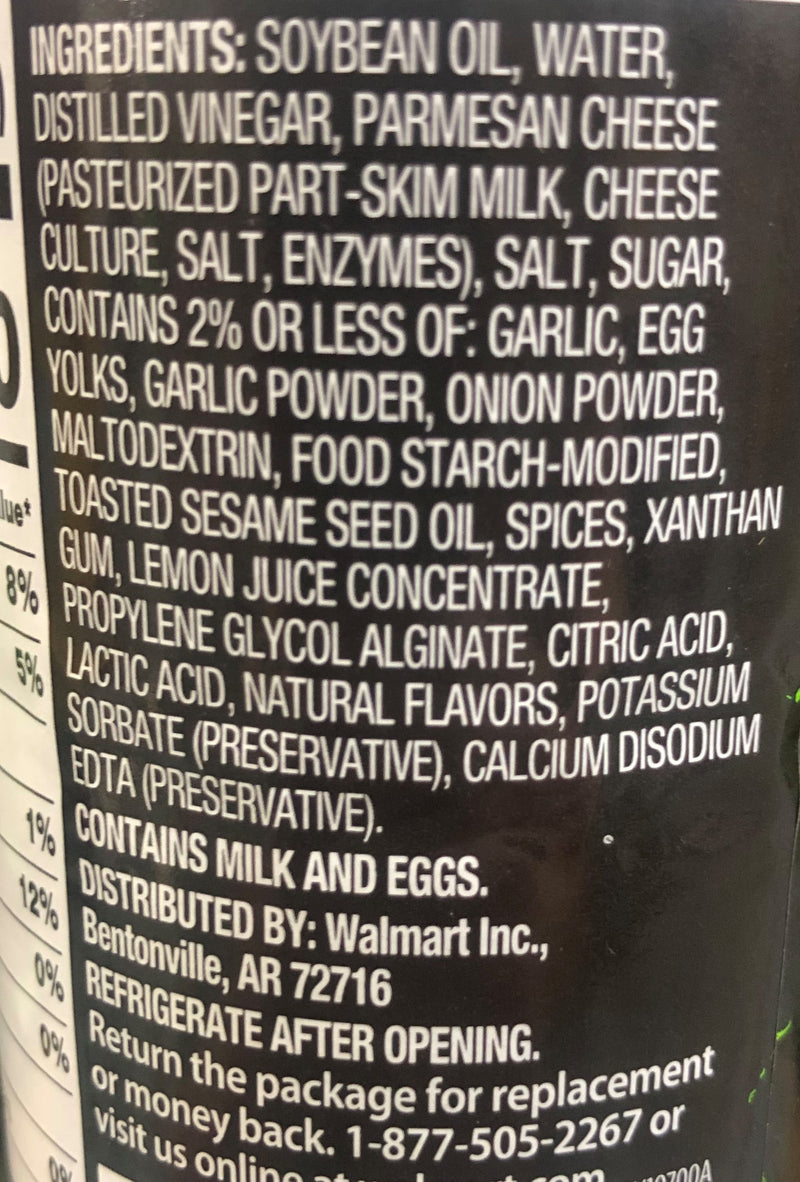 INGREDIENTS: SOYBEAN OIL, WATER,
DISTILLED VINEGAR, PARMESAN CHEESE
(PASTEURIZED PART-SKIM MILK, CHEESE
CULTURE, SALT, ENZYMES), SALT, SUGAR,
CONTAINS 2% OR LESS OF: GARLIC, EGG
YOLKS, GARLIC POWDER, ONION POWDER,
MALTODEXTRIN, FOOD STARCH-MODIFIED,
TOASTED SESAME SEED OIL, SPICES, XANTHAN
GUM, LEMON JUICE CONCENTRATE,
PROPYLENE GLYCOL ALGINATE, CITRIC ACID,
LACTIC ACID, NATURAL FLAVORS, POTASSIUM
SORBATE (PRESERVATIVE), CALCIUM DISODIUM
EDTA (PRESERVATIVE).
CONTAINS MILK AND EGGS.
DISTRIBUTED BY: Walmart Inc.,
Bentonville, AR 72716
REFRIGERATE AFTER OPENING.
Return the package for replacement
or money back. 1-877-505-2267 or
visit us online at
8%
5%
1%
12%
0%
0%